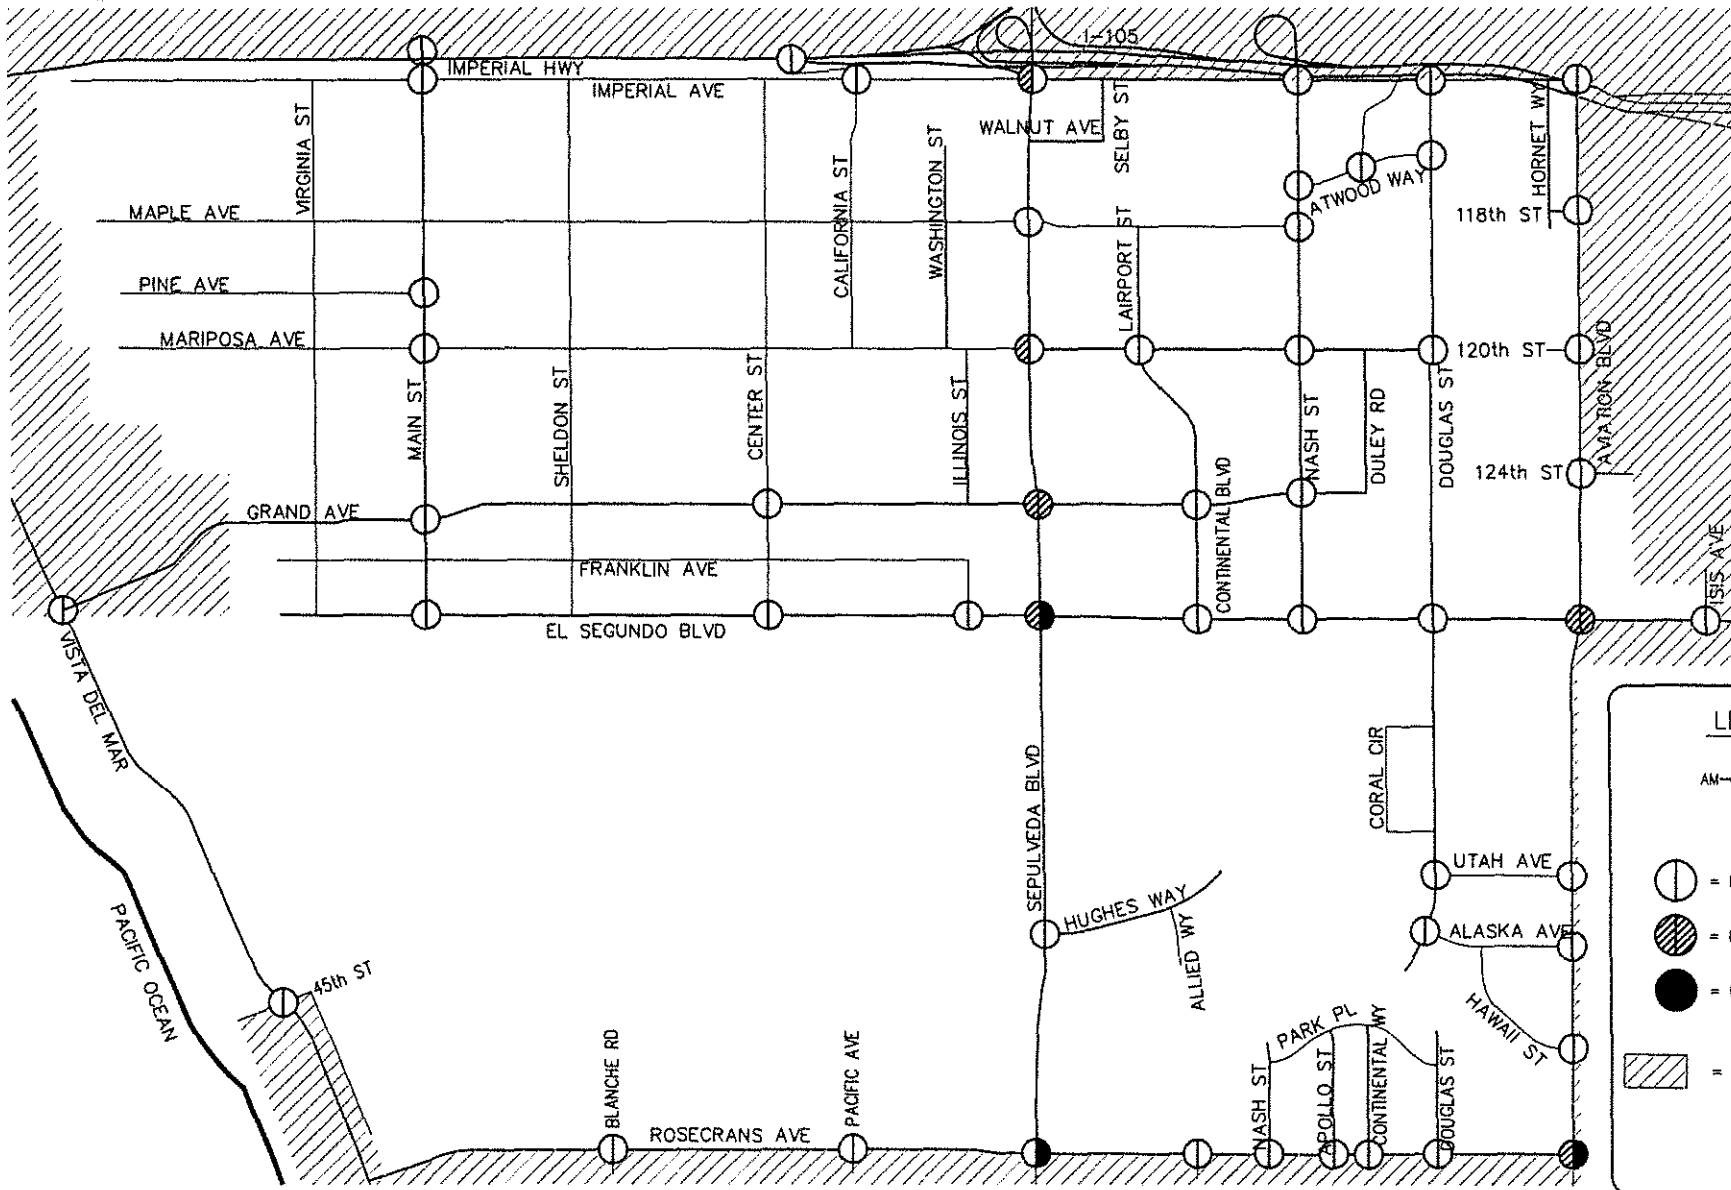 I-105
IMPERIAL HWY
IMPERIAL AVE
WALNUT AVE
SELBY ST
HORNET WY
VIRGINIA ST
CALIFORNIA ST
WASHINGTON ST
ATWOOD WAY
MAPLE AVE
118th ST
LAIRPORT ST
PINE AVE
MARIPOSA AVE
120th ST
AVIATION BLVD
MAIN ST
SHELDON ST
CENTER ST
ILLINOIS ST
NASH ST
DULEY RD
DOUGLAS ST
124th ST
GRAND AVE
CONTINENTAL BLVD
ISIS AVE
FRANKLIN AVE
EL SEGUNDO BLVD
VISTA DEL MAR
CORAL CIR
SEPULVEDA BLVD
AM
UTAH AVE
HUGHES WAY
ALLIED WY
ALASKA AVE
HAWAII ST
PACIFIC OCEAN
45th ST
PARK PL
BLANCHE RD
PACIFIC AVE
NASH ST
APOLLO ST
CONTINENTAL WY
DOUGLAS ST
ROSECRANS AVE
=
=
=
=